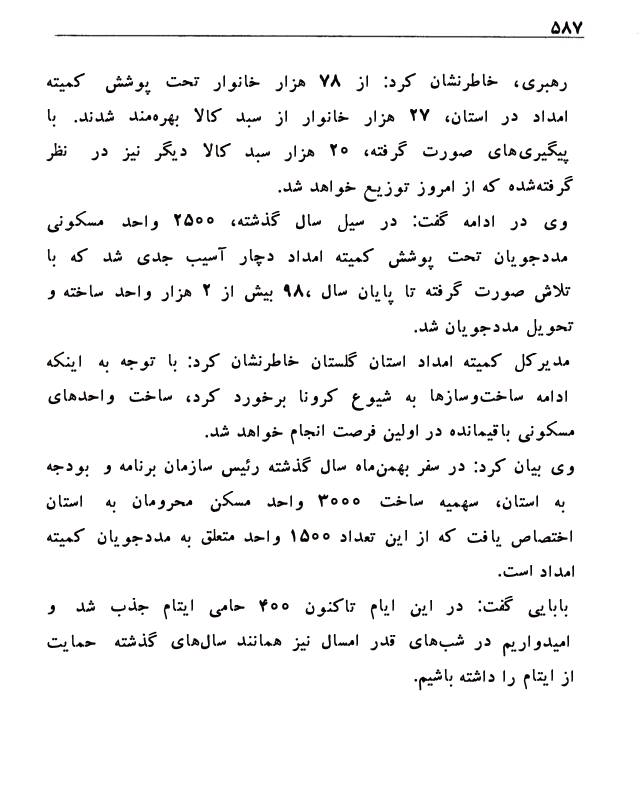 ۵۸۷
رهبری، خاطرنشان کرد: از ۷۸ هزار خانوار تحت پوشش کمیته
امداد در استان، ۲۷ هزار خانوار از سبد کالا بهره‌مند شدند. با
پیگیری‌های صورت گرفته، ۲۰ هزار سبد کالا دیگر نیز در نظر
گرفته‌شده که از امروز توزیع خواهد شد.
وی در ادامه گفت: در سیل سال گذشته، ۲۵۰۰ واحد مسکونی
مددجویان تحت پوشش کمیته امداد دچار آسیب جدی شد که با
تلاش صورت گرفته تا پایان سال ۹۸، بیش از ۲ هزار واحد ساخته و
تحویل مددجویان شد.
مدیرکل کمیته امداد استان گلستان خاطرنشان کرد: با توجه به اینکه
ادامه ساخت‌وسازها به شیوع کرونا برخورد کرد، ساخت واحدهای
مسکونی باقیمانده در اولین فرصت انجام خواهد شد.
وی بیان کرد: در سفر بهمن‌ماه سال گذشته رئیس سازمان برنامه و بودجه
به استان، سهمیه ساخت ۳۰۰۰ واحد مسکن محرومان به استان
اختصاص یافت که از این تعداد ۱۵۰۰ واحد متعلق به مددجویان کمیته
امداد است.
بابایی گفت: در این ایام تاکنون ۴۰۰ حامی ایتام جذب شد و
امیدواریم در شب‌های قدر امسال نیز همانند سال‌های گذشته حمایت
از ایتام را داشته باشیم.